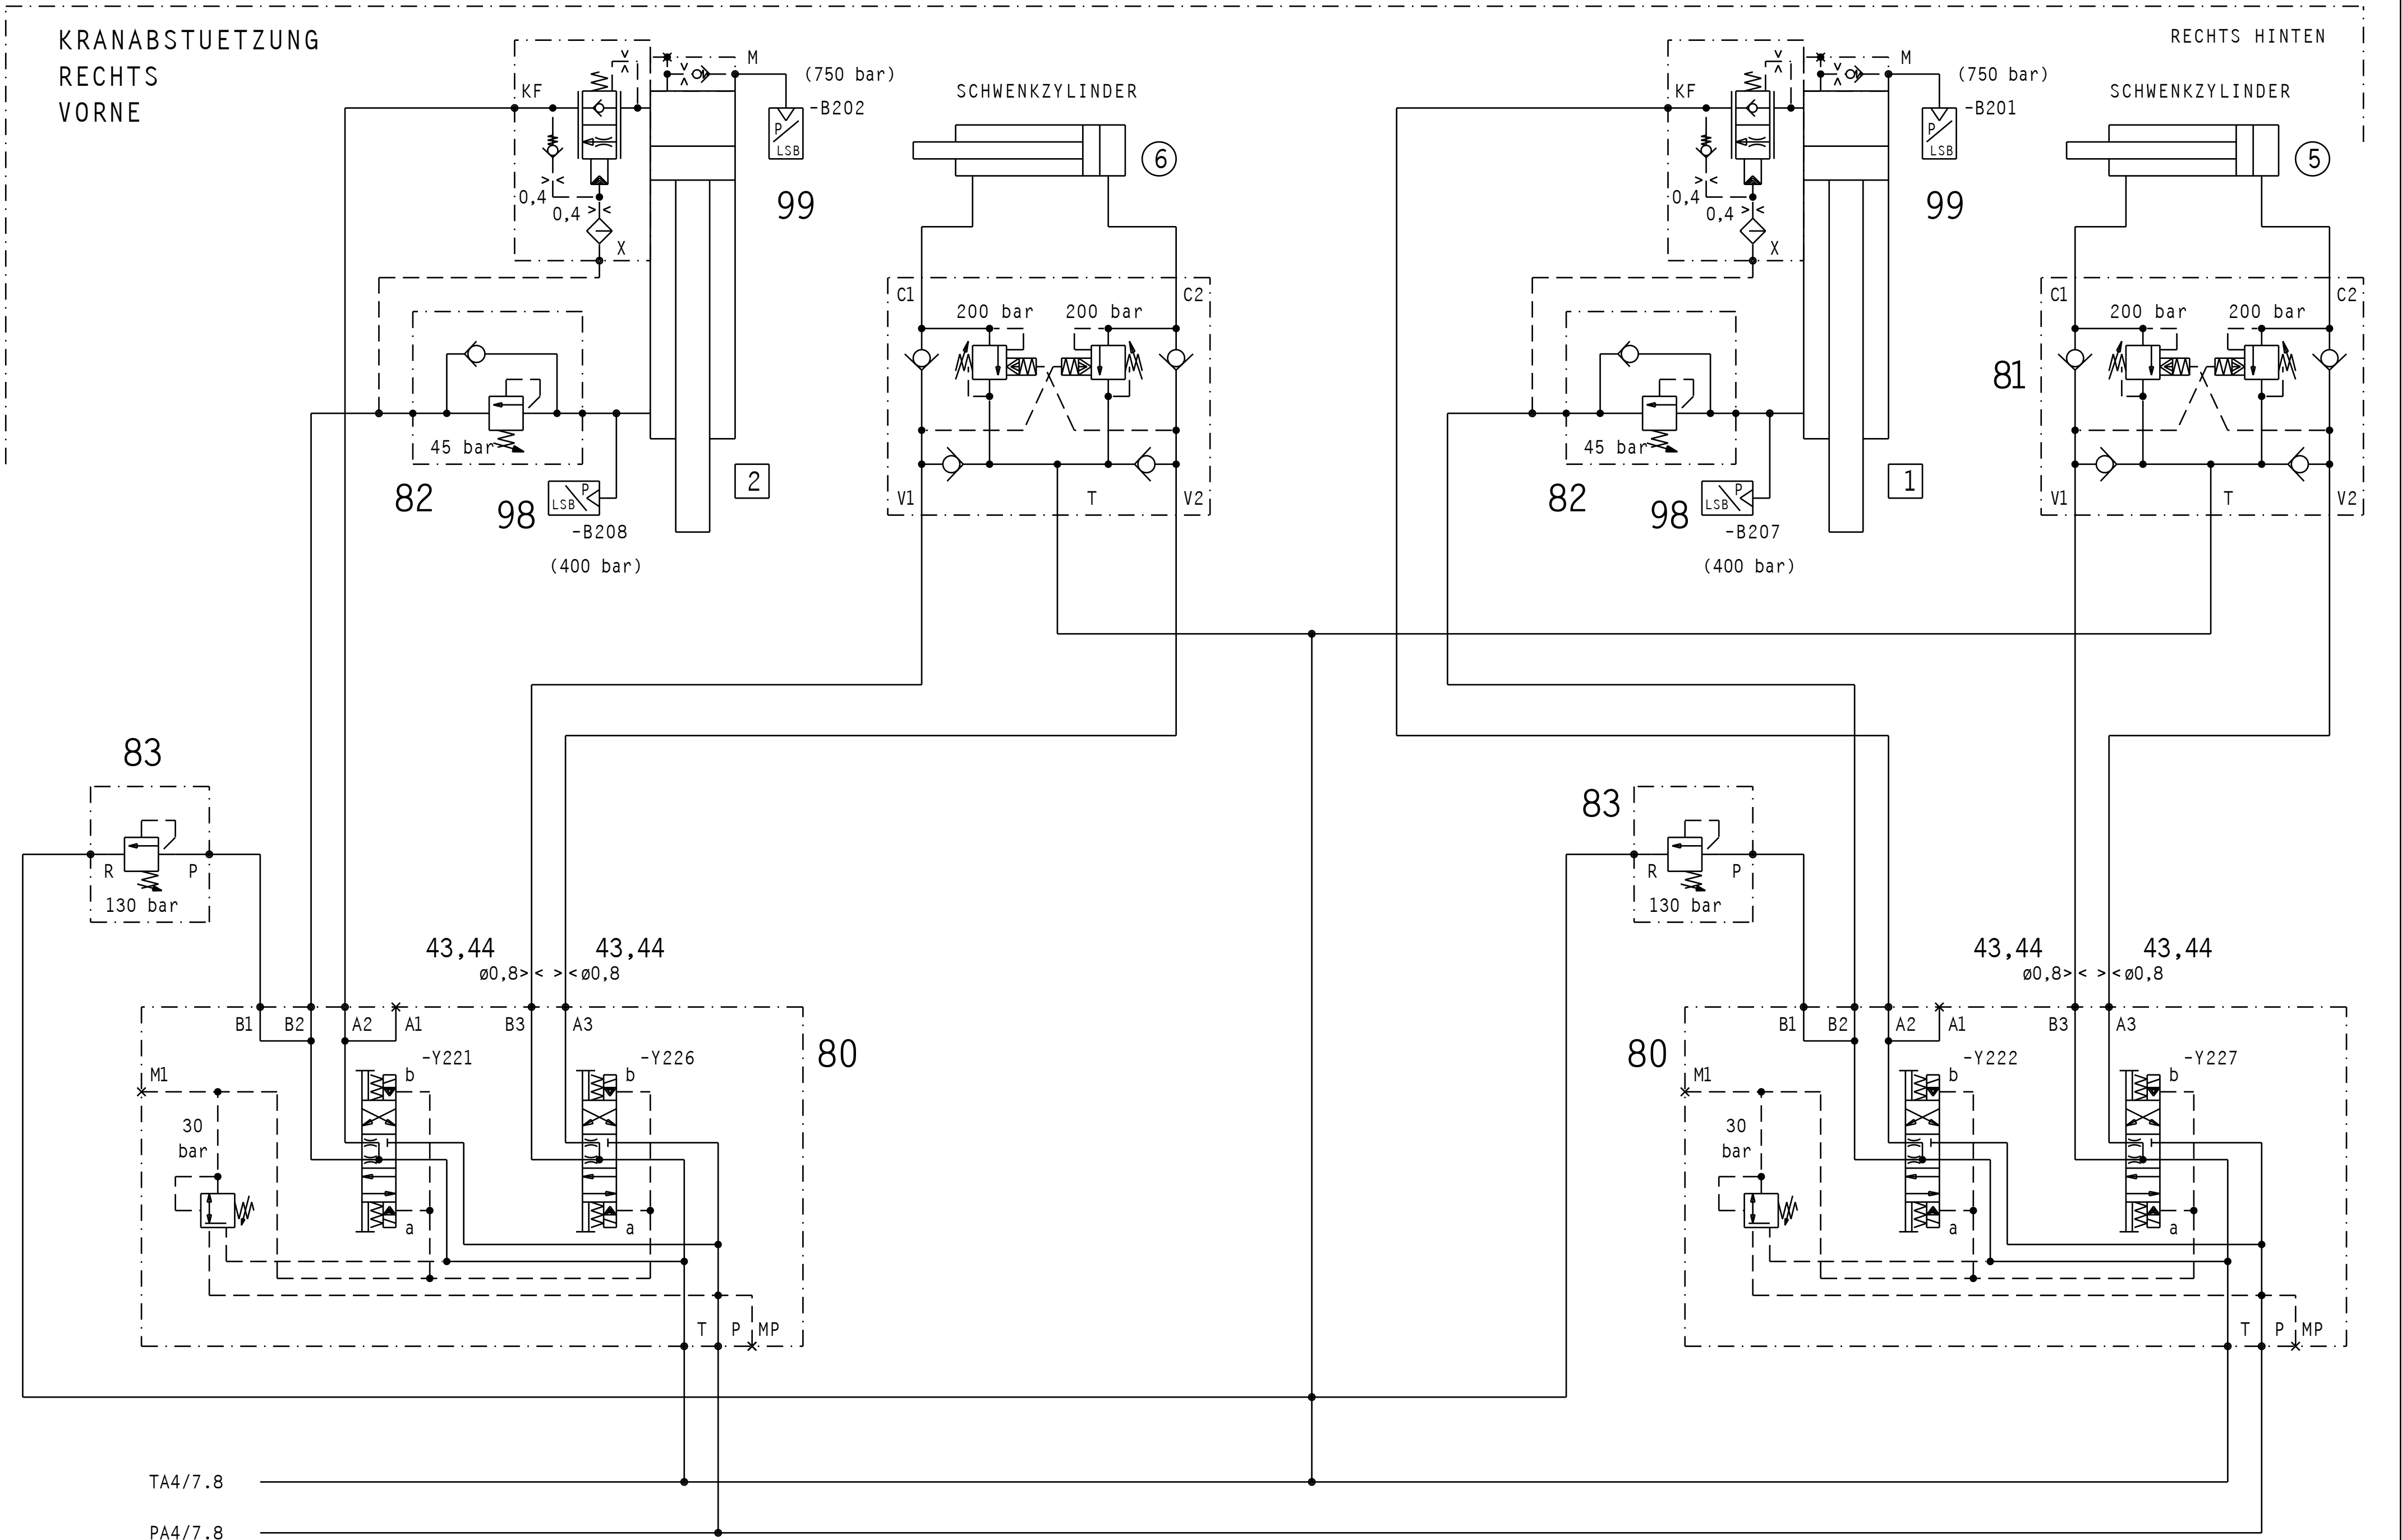 KRANABSTUETZUNG
RECHTS
VORNE
RECHTS HINTEN
KF
M
(750 bar)
-B202
P
LSB
99
0,4
0,4
X
SCHWENKZYLINDER
6
C1
C2
200 bar
200 bar
V1
T
V2
45 bar
82
98
LSB
P
-B208
(400 bar)
2
KF
M
(750 bar)
-B201
P
LSB
99
0,4
0,4
X
SCHWENKZYLINDER
5
C1
C2
200 bar
200 bar
81
V1
T
V2
45 bar
82
98
LSB
P
-B207
(400 bar)
1
83
R
P
130 bar
43,44
43,44
ø0,8
ø0,8
B1
B2
A2
A1
B3
A3
-Y221
-Y226
80
M1
b
b
30
bar
a
a
T
P
MP
83
R
P
130 bar
43,44
43,44
ø0,8
ø0,8
B1
B2
A2
A1
B3
A3
-Y222
-Y227
80
M1
b
b
30
bar
a
a
T
P
MP
TA4/7.8
PA4/7.8